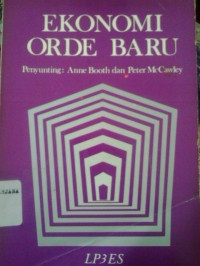 EKONOMI
ORDE BARU
Penyunting: Anne Booth dan Peter McCawley
LP3ES